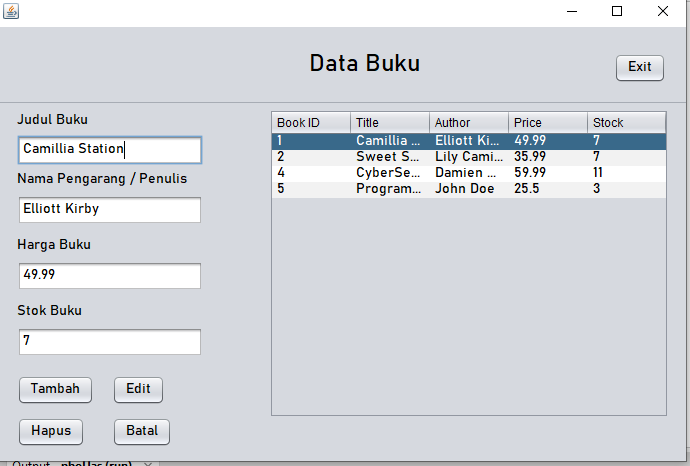 Data Buku
Exit
Judul Buku
Camillia Station
Nama Pengarang / Penulis
Elliott Kirby
Harga Buku
49.99
Stok Buku
7
Tambah Edit
Hapus Batal
Book ID Title Author Price Stock
1 Camillia ... Elliott Ki... 49.99 7
2 Sweet S... Lily Cami... 35.99 7
4 CyberSe... Damien ... 59.99 11
5 Program... John Doe 25.5 3
Output
(run)